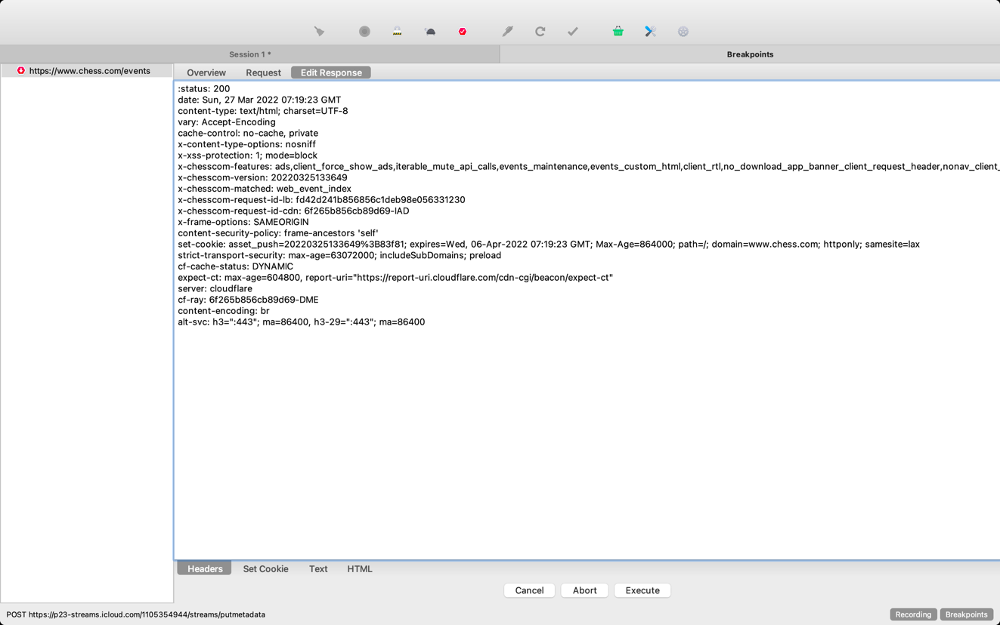 Session 1 *
Breakpoints
https://www.chess.com/events
Overview
Request
Edit Response
:status: 200
date: Sun, 27 Mar 2022 07:19:23 GMT
content-type: text/html; charset=UTF-8
vary: Accept-Encoding
cache-control: no-cache, private
x-content-type-options: nosniff
x-xss-protection: 1; mode=block
x-chesscom-features: ads,client_force_show_ads,iterable_mute_api_calls,events_maintenance,events_custom_html,client_rtl,no_download_app_banner_client_request_header,nonav_client_
x-chesscom-version: 20220325133649
x-chesscom-matched: web_event_index
x-chesscom-request-id-lb: fd42d241b856856c1deb98e056331230
x-chesscom-request-id-cdn: 6f265b856cb89d69-IAD
x-frame-options: SAMEORIGIN
content-security-policy: frame-ancestors 'self'
set-cookie: asset_push=20220325133649%3B83f81; expires=Wed, 06-Apr-2022 07:19:23 GMT; Max-Age=864000; path=/; domain=www.chess.com; httponly; samesite=lax
strict-transport-security: max-age=63072000; includeSubDomains; preload
cf-cache-status: DYNAMIC
expect-ct: max-age=604800, report-uri="https://report-uri.cloudflare.com/cdn-cgi/beacon/expect-ct"
server: cloudflare
cf-ray: 6f265b856cb89d69-DME
content-encoding: br
alt-svc: h3=":443"; ma=86400, h3-29=":443"; ma=86400
Headers
Set Cookie
Text
HTML
Cancel
Abort
Execute
POST https://p23-streams.icloud.com/1105354944/streams/putmetadata
Recording
Breakpoints